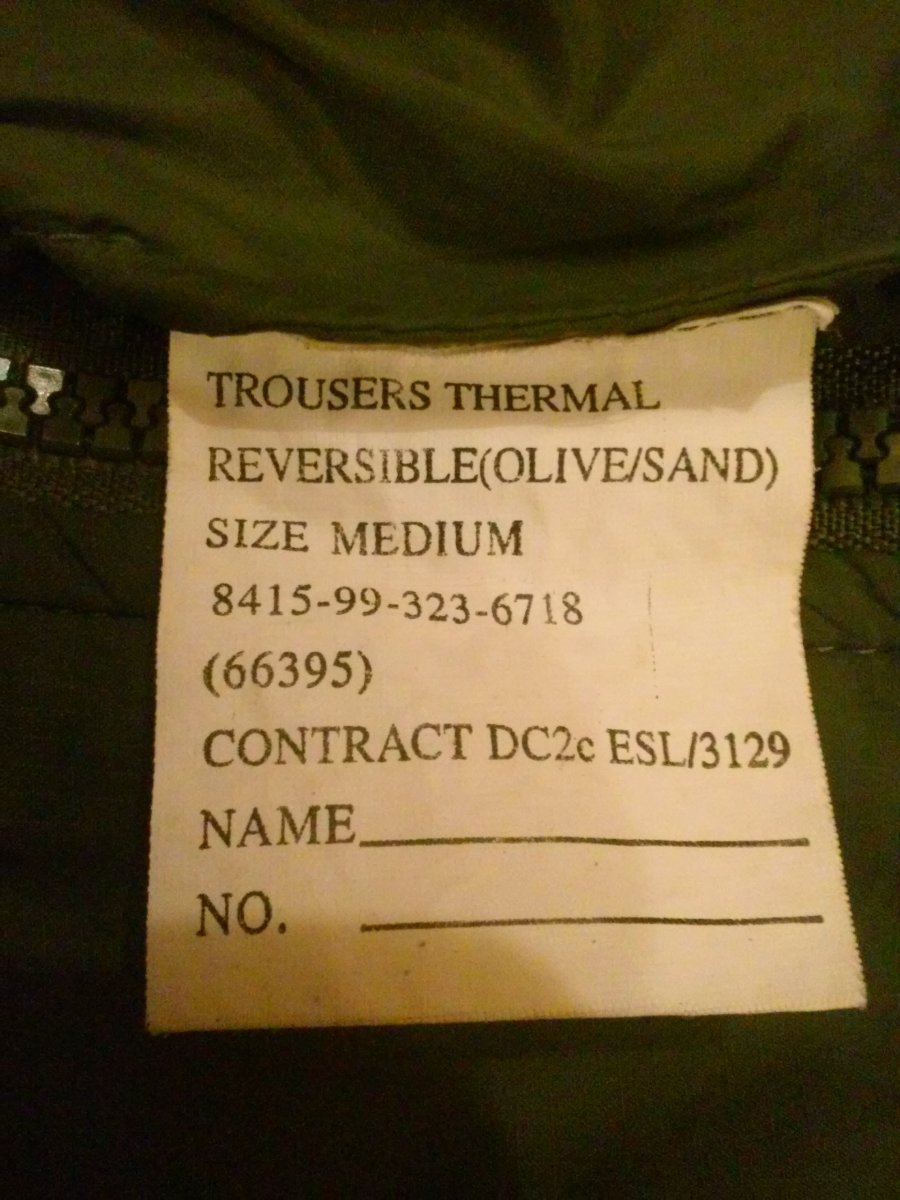 TROUSERS THERMAL
REVERSIBLE(OLIVE/SAND)
SIZE MEDIUM
8415-99-323-6718
(66395)
CONTRACT DC2c ESL/3129
NAME
NO.